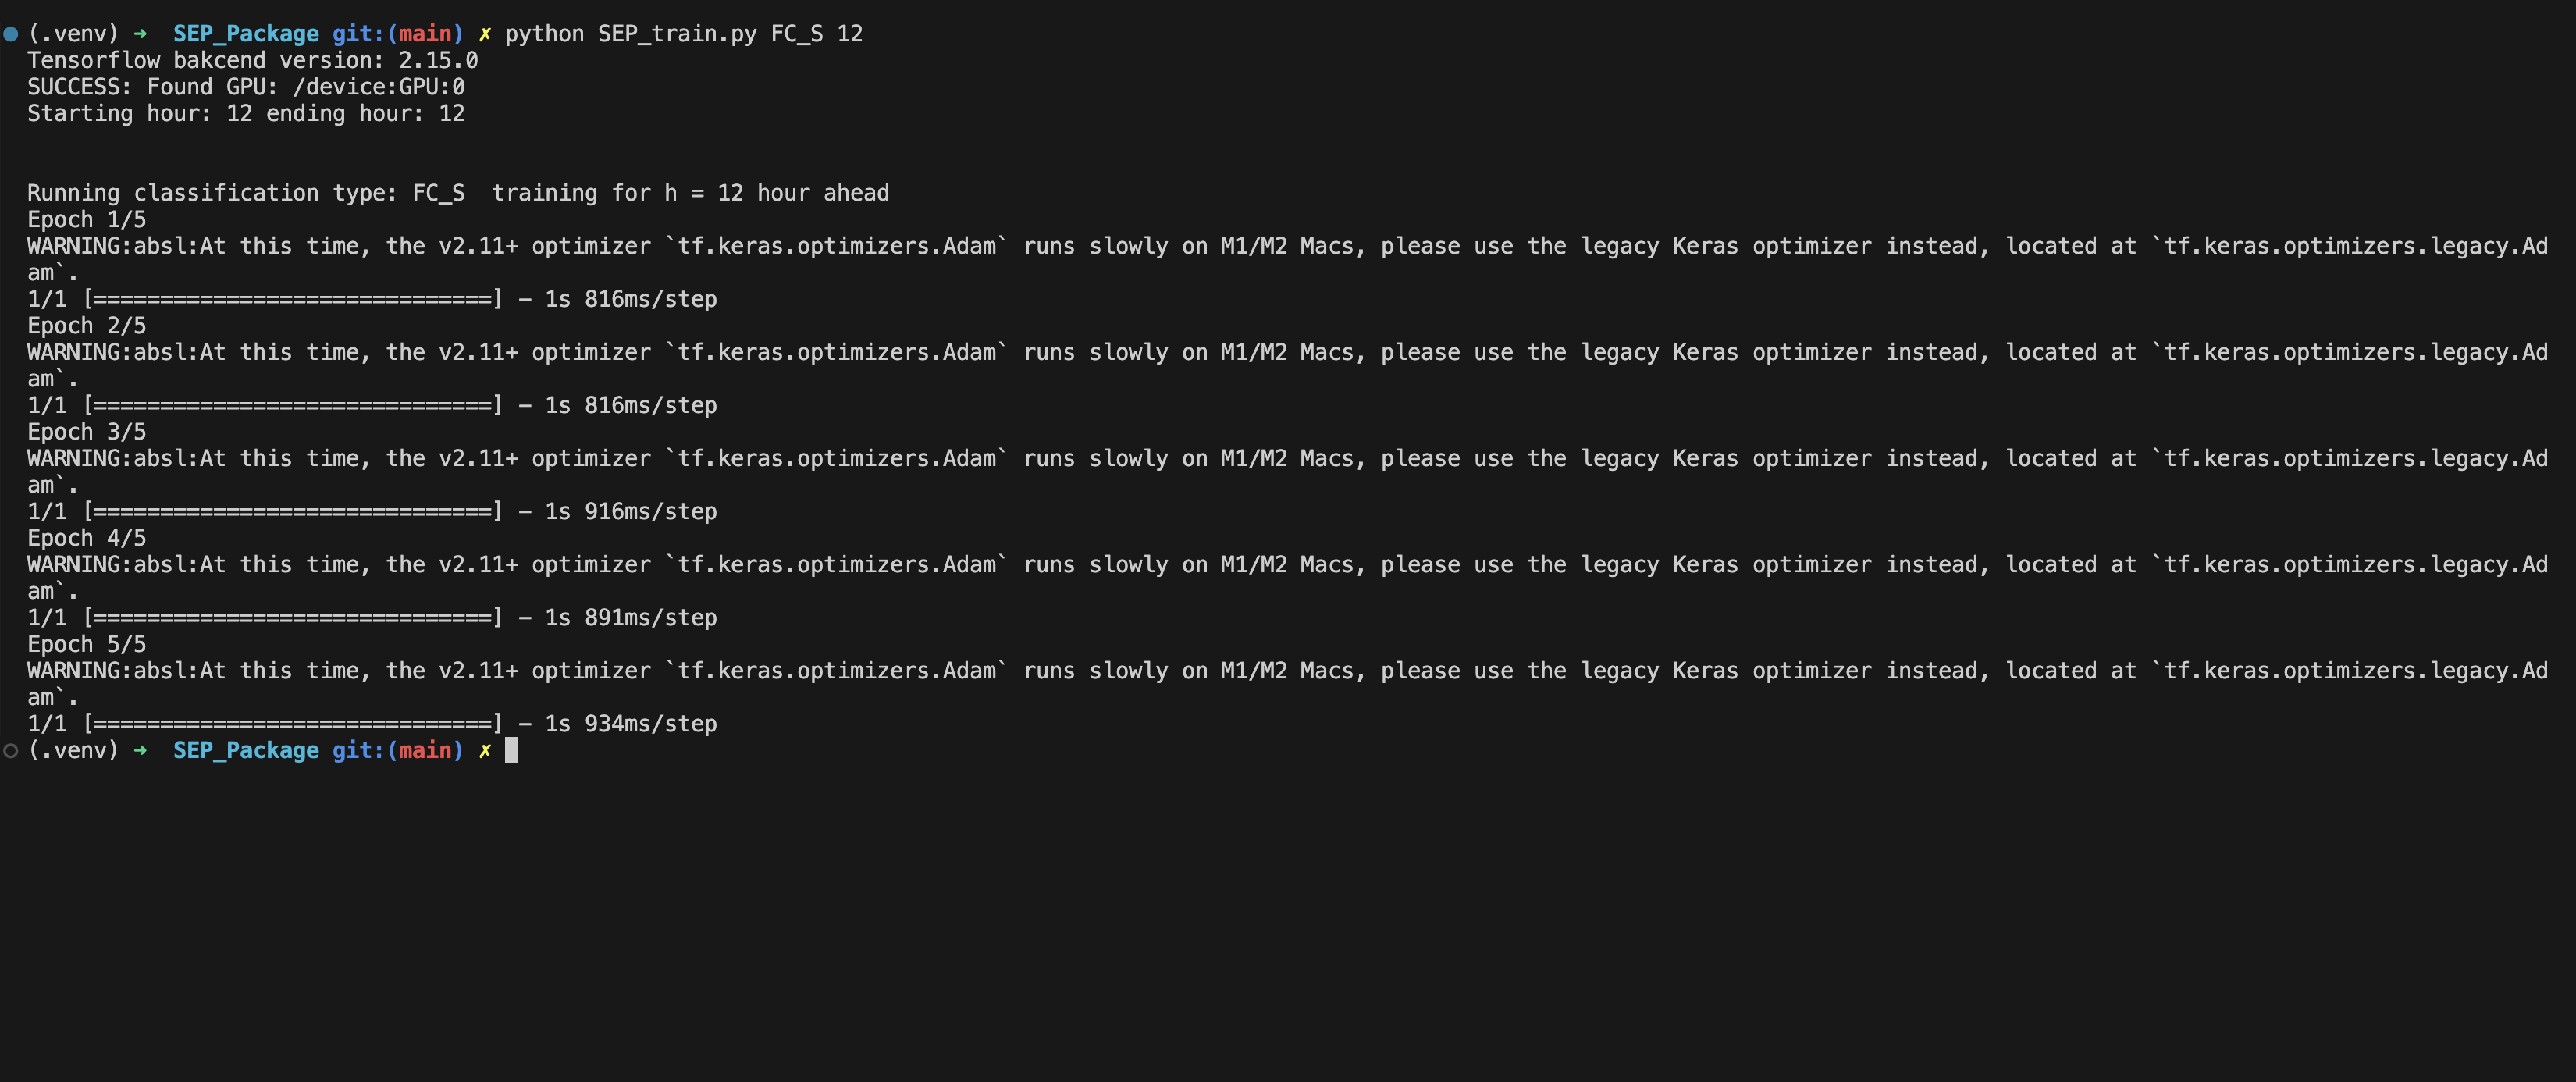 (.venv) ➜  SEP_Package git:(main) ✗ python SEP_train.py FC_S 12
Tensorflow bakcend version: 2.15.0
SUCCESS: Found GPU: /device:GPU:0
Starting hour: 12 ending hour: 12
Running classification type: FC_S  training for h = 12 hour ahead
Epoch 1/5
WARNING:absl:At this time, the v2.11+ optimizer `tf.keras.optimizers.Adam` runs slowly on M1/M2 Macs, please use the legacy Keras optimizer instead, located at `tf.keras.optimizers.legacy.Ad
am`.
1/1 [==============================] - 1s 816ms/step
Epoch 2/5
WARNING:absl:At this time, the v2.11+ optimizer `tf.keras.optimizers.Adam` runs slowly on M1/M2 Macs, please use the legacy Keras optimizer instead, located at `tf.keras.optimizers.legacy.Ad
am`.
1/1 [==============================] - 1s 816ms/step
Epoch 3/5
WARNING:absl:At this time, the v2.11+ optimizer `tf.keras.optimizers.Adam` runs slowly on M1/M2 Macs, please use the legacy Keras optimizer instead, located at `tf.keras.optimizers.legacy.Ad
am`.
1/1 [==============================] - 1s 916ms/step
Epoch 4/5
WARNING:absl:At this time, the v2.11+ optimizer `tf.keras.optimizers.Adam` runs slowly on M1/M2 Macs, please use the legacy Keras optimizer instead, located at `tf.keras.optimizers.legacy.Ad
am`.
1/1 [==============================] - 1s 891ms/step
Epoch 5/5
WARNING:absl:At this time, the v2.11+ optimizer `tf.keras.optimizers.Adam` runs slowly on M1/M2 Macs, please use the legacy Keras optimizer instead, located at `tf.keras.optimizers.legacy.Ad
am`.
1/1 [==============================] - 1s 934ms/step
(.venv) ➜  SEP_Package git:(main) ✗